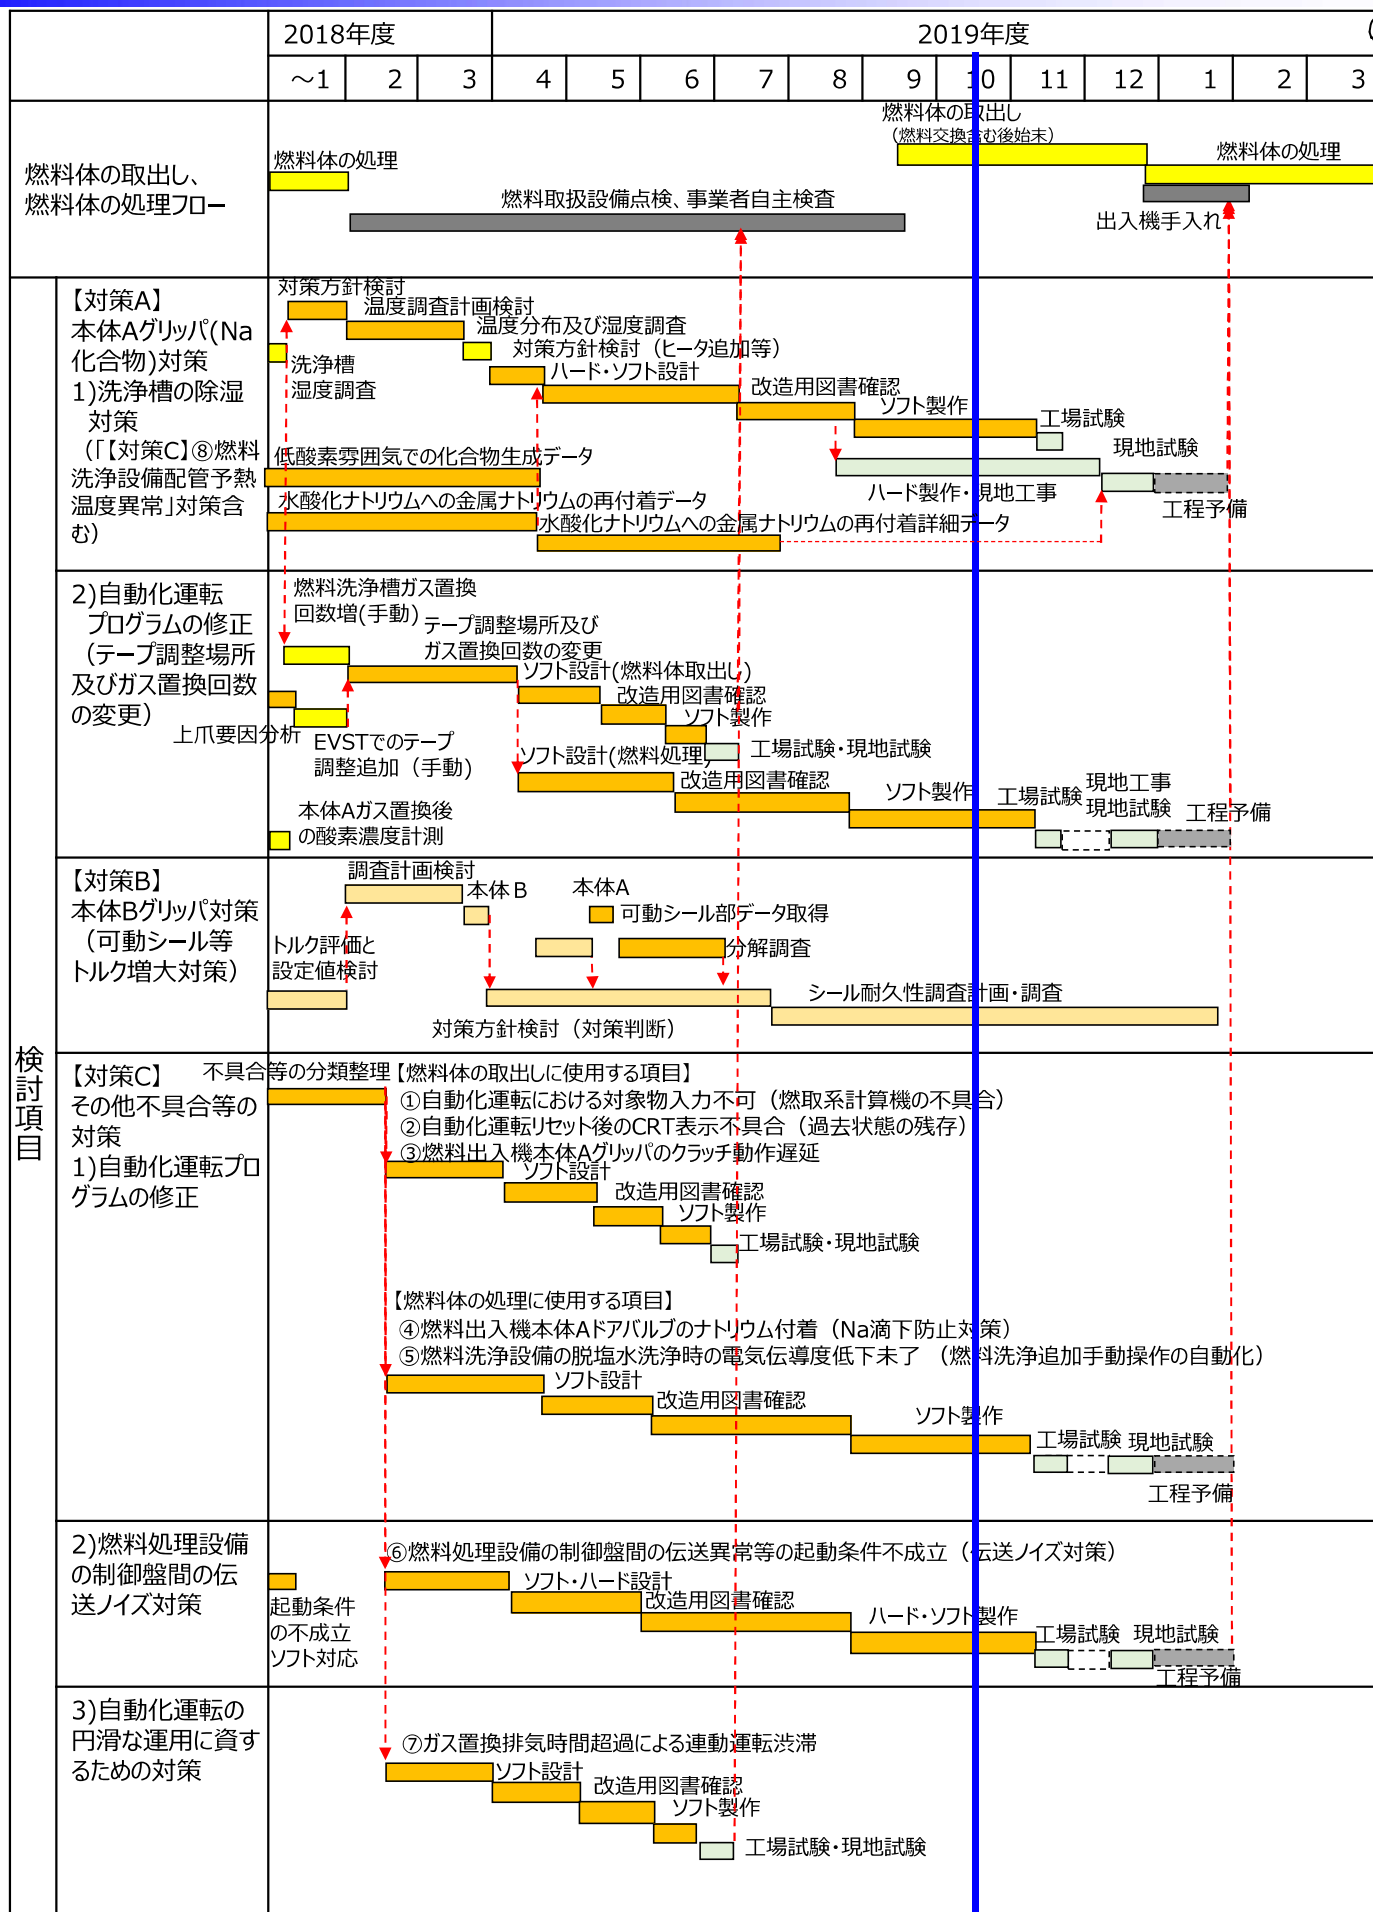 2018年度
2019年度
～1 2 3 4 5 6 7 8 9 10 11 12 1 2 3
燃料体の取出し、
燃料体の処理フロー
燃料体の処理
燃料取扱設備点検、事業者自主検査
燃料体の取出し
（燃料交換含む後始末）
燃料体の処理
出入機手入れ
検討項目
【対策A】
本体Aグリッパ(Na
化合物)対策
1)洗浄槽の除湿
対策
（「【対策C】⑧燃料
洗浄設備配管予熱
温度異常」対策含
む）
対策方針検討
温度調査計画検討
温度分布及び湿度調査
洗浄槽
湿度調査
対策方針検討（ヒータ追加等）
ハード・ソフト設計
改造用図書確認
ソフト製作
工場試験
現地試験
低酸素雰囲気での化合物生成データ
ハード製作・現地工事
工程予備
水酸化ナトリウムへの金属ナトリウムの再付着データ
水酸化ナトリウムへの金属ナトリウムの再付着詳細データ
2)自動化運転
プログラムの修正
（テープ調整場所
及びガス置換回数
の変更）
燃料洗浄槽ガス置換
回数増(手動)
テープ調整場所及び
ガス置換回数の変更
ソフト設計(燃料体取出し)
改造用図書確認
ソフト製作
工場試験・現地試験
上爪要因分析
EVSTでのテープ
調整追加（手動）
ソフト設計(燃料処理)
改造用図書確認
ソフト製作
工場試験
現地工事
現地試験
工程予備
本体Aガス置換後
の酸素濃度計測
【対策B】
本体Bグリッパ対策
（可動シール等
トルク増大対策）
調査計画検討
本体B
本体A
可動シール部データ取得
分解調査
トルク評価と
設定値検討
シール耐久性調査計画・調査
対策方針検討（対策判断）
【対策C】
その他不具合等の
対策
1)自動化運転プロ
グラムの修正
不具合等の分類整理
【燃料体の取出しに使用する項目】
①自動化運転における対象物入力不可（燃取系計算機の不具合）
②自動化運転リセット後のCRT表示不具合（過去状態の残存）
③燃料出入機本体Aグリッパのクラッチ動作遅延
ソフト設計
改造用図書確認
ソフト製作
工場試験・現地試験
【燃料体の処理に使用する項目】
④燃料出入機本体Aドアバルブのナトリウム付着（Na滴下防止対策）
⑤燃料洗浄設備の脱塩水洗浄時の電気伝導度低下未了 （燃料洗浄追加手動操作の自動化）
ソフト設計
改造用図書確認
ソフト製作
工場試験
現地試験
工程予備
2)燃料処理設備
の制御盤間の伝
送ノイズ対策
⑥燃料処理設備の制御盤間の伝送異常等の起動条件不成立（伝送ノイズ対策）
起動条件
の不成立
ソフト対応
ソフト・ハード設計
改造用図書確認
ハード・ソフト製作
工場試験
現地試験
工程予備
3)自動化運転の
円滑な運用に資す
るための対策
⑦ガス置換排気時間超過による連動運転渋滞
ソフト設計
改造用図書確認
ソフト製作
工場試験・現地試験